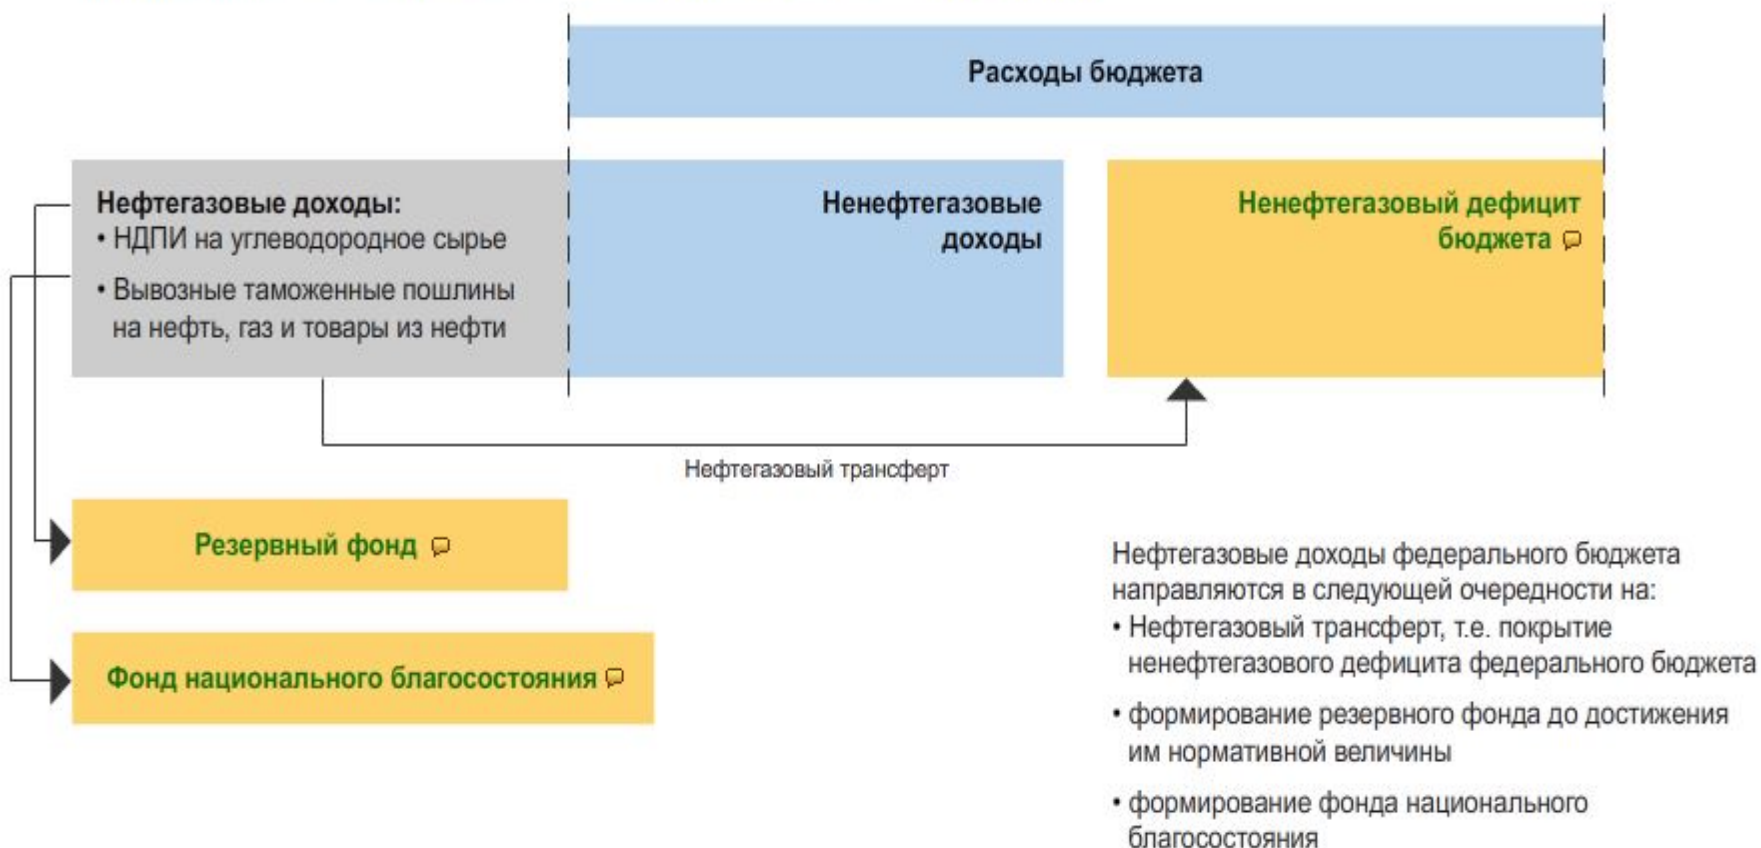 Расходы бюджета
Нефтегазовые доходы:
• НДПИ на углеводородное сырье
• Вывозные таможенные пошлины
на нефть, газ и товары из нефти
Ненефтегазовые
доходы
Ненефтегазовый дефицит
бюджета
Нефтегазовый трансферт
Резервный фонд
Фонд национального благосостояния
Нефтегазовые доходы федерального бюджета
направляются в следующей очередности на:
• Нефтегазовый трансферт, т.е. покрытие
ненефтегазового дефицита федерального бюджета
• формирование резервного фонда до достижения
им нормативной величины
• формирование фонда национального
благосостояния